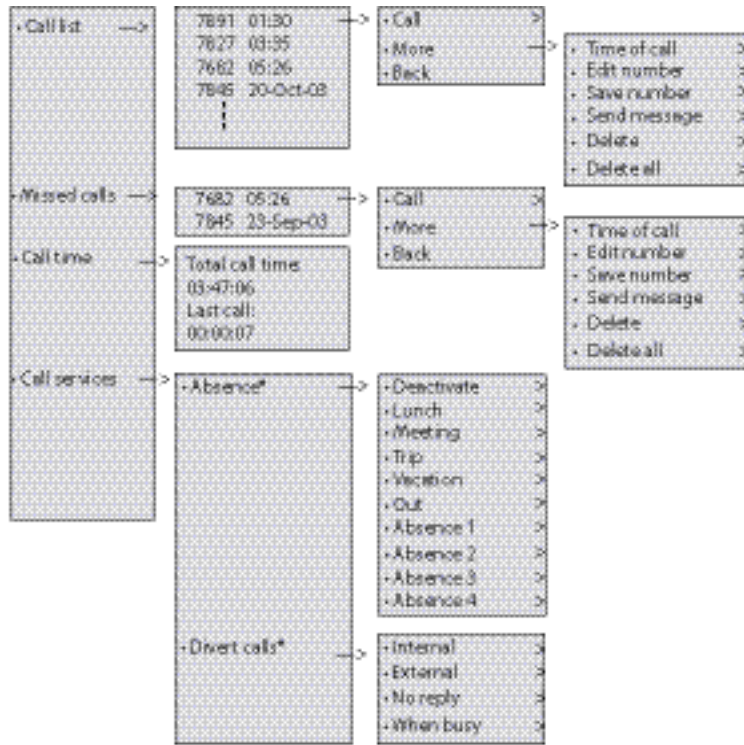 • Call list
7891 01:30
7827 03:35
7682 05:26
7845 20-Oct-03
• Call >
• More
• Back
• Time of call >
• Edit number >
• Save number >
• Send message >
• Delete >
• Delete all >
• Missed calls
7682 05:26
7845 23-Sep-03
• Call >
• More
• Back
• Time of call >
• Edit number >
• Save number >
• Send message >
• Delete >
• Delete all >
• Call time
Total call time:
03:47:06
Last call:
00:00:07
• Call services
• Absence*
• Deactivate >
• Lunch >
• Meeting >
• Trip >
• Vacation >
• Out >
• Absence 1 >
• Absence 2 >
• Absence 3 >
• Absence 4 >
• Divert calls*
• Internal >
• External >
• No reply >
• When busy >